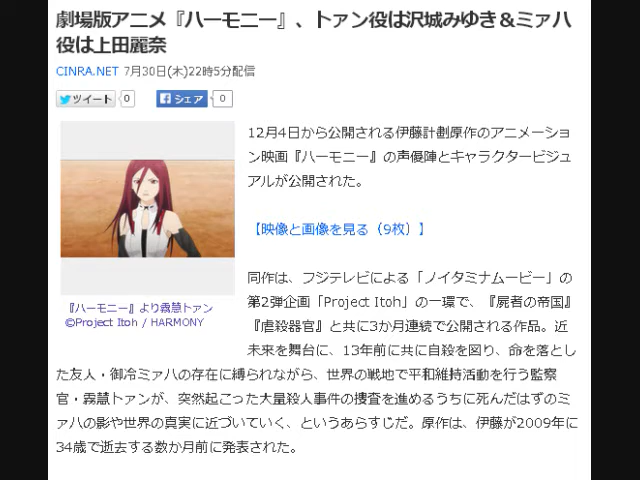 劇場版アニメ『ハーモニー』、トァン役は沢城みゆき＆ミァハ
役は上田麗奈
CINRA.NET 7月30日(木)22時5分配信
ツイート 0 シェア 0
12月4日から公開される伊藤計劃原作のアニメーショ
ン映画『ハーモニー』の声優陣とキャラクタービジュ
アルが公開された。
【映像と画像を見る（9枚）】
『ハーモニー』より霧慧トァン
©Project Itoh / HARMONY
同作は、フジテレビによる「ノイタミナムービー」の
第2弾企画「Project Itoh」の一環で、『屍者の帝国』
『虐殺器官』と共に3か月連続で公開される作品。近
未来を舞台に、13年前に共に自殺を図り、命を落とし
た友人・御冷ミァハの存在に縛られながら、世界の戦地で平和維持活動を行う監察
官・霧慧トァンが、突然起こった大量殺人事件の捜査を進めるうちに死んだはずのミ
ァハの影や世界の真実に近づいていく、というあらすじだ。原作は、伊藤が2009年に
34歳で逝去する数か月前に発表された。